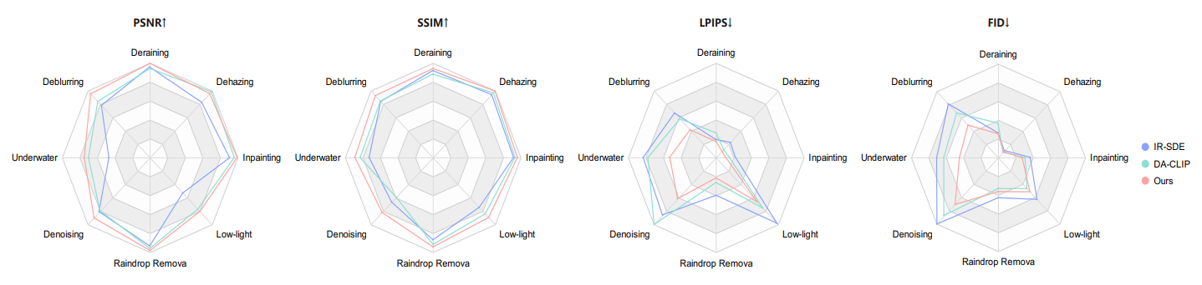 PSNR↑
Deraining
Dehazing
Inpainting
Low-light
Raindrop Remova
Denoising
Underwater
Deblurring
SSIM↑
Deraining
Dehazing
Inpainting
Low-light
Raindrop Remova
Denoising
Underwater
Deblurring
LPIPS↓
Deraining
Dehazing
Inpainting
Low-light
Raindrop Remova
Denoising
Underwater
Deblurring
FID↓
Deraining
Dehazing
Inpainting
Low-light
Raindrop Remova
Denoising
Underwater
Deblurring
IR-SDE
DA-CLIP
Ours